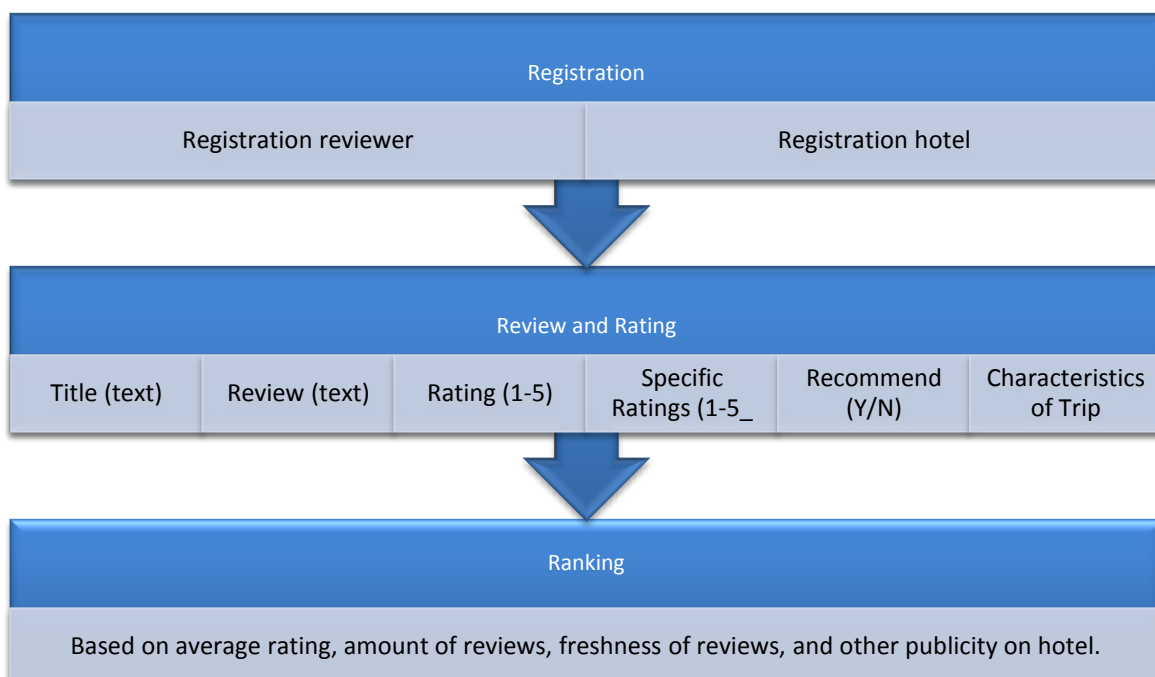 Registration
Registration reviewer
Registration hotel
Review and Rating
Title (text)
Review (text)
Rating (1-5)
Specific
Ratings (1-5_
Recommend
(Y/N)
Characteristics
of Trip
Ranking
Based on average rating, amount of reviews, freshness of reviews, and other publicity on hotel.